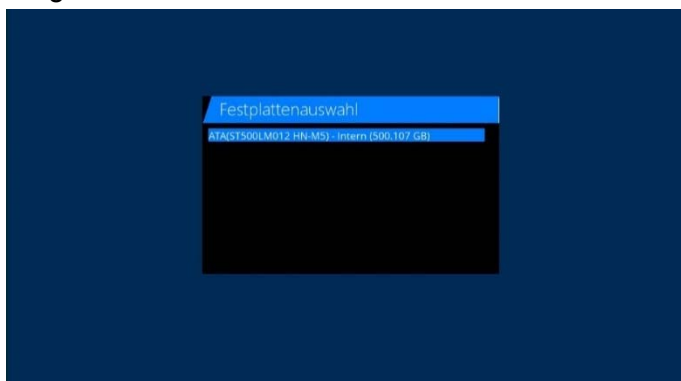 Festplattenauswahl
ATA(ST500LM012 HN-M5) - Intern (500.107 GB)